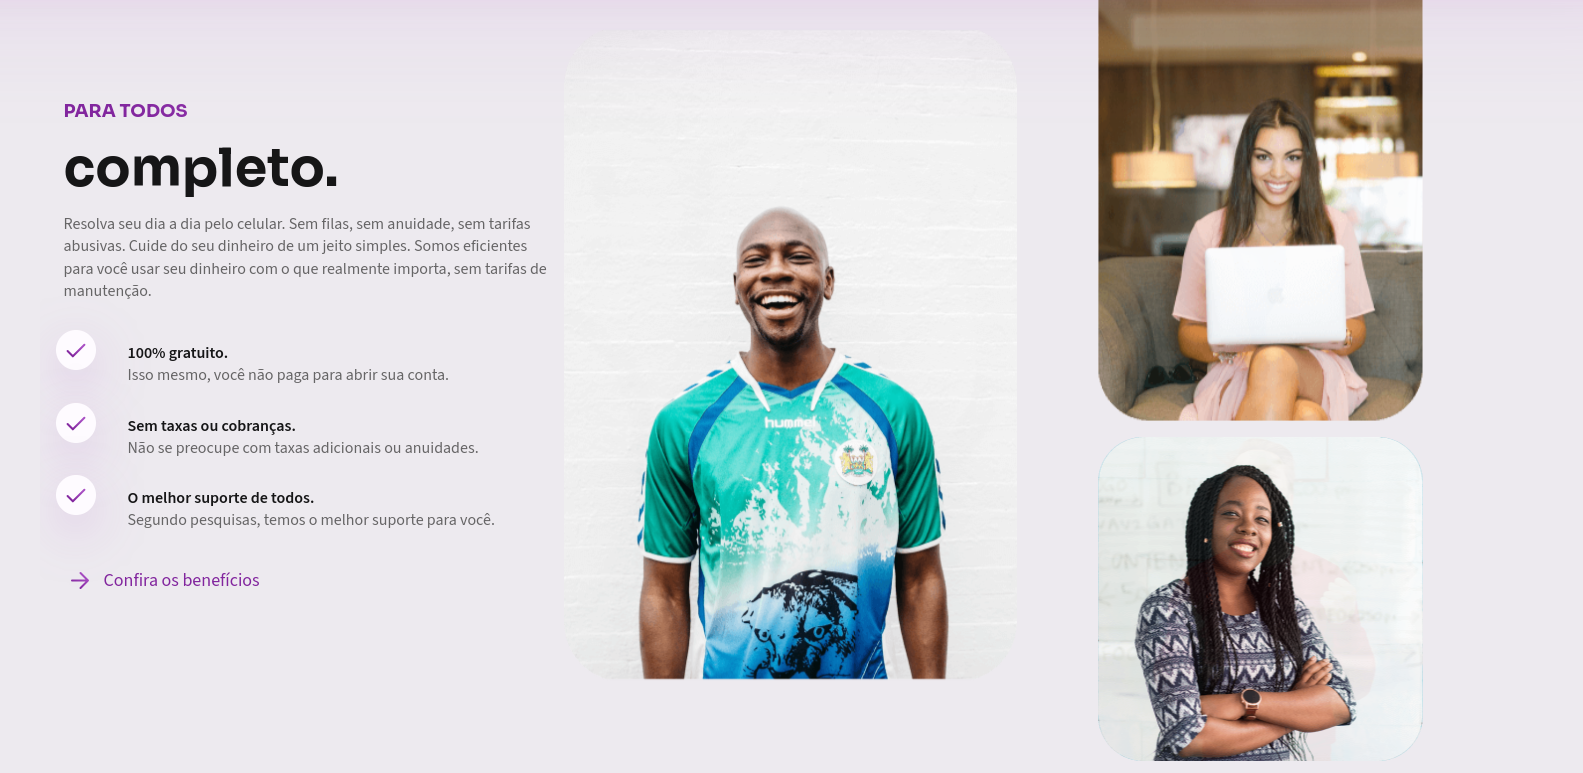 PARA TODOS
completo.
Resolva seu dia a dia pelo celular. Sem filas, sem anuidade, sem tarifas
abusivas. Cuide do seu dinheiro de um jeito simples. Somos eficientes
para você usar seu dinheiro com o que realmente importa, sem tarifas de
manutenção.
100% gratuito.
Isso mesmo, você não paga para abrir sua conta.
Sem taxas ou cobranças.
Não se preocupe com taxas adicionais ou anuidades.
O melhor suporte de todos.
Segundo pesquisas, temos o melhor suporte para você.
Confira os benefícios
hummel